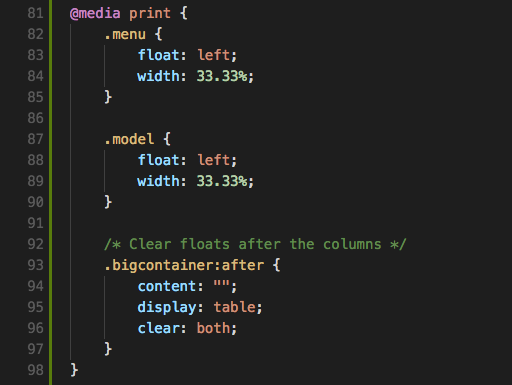 81 @media print {
82     .menu {
83         float: left;
84         width: 33.33%;
85     }
86
87     .model {
88         float: left;
89         width: 33.33%;
90     }
91
92     /* Clear floats after the columns */
93     .bigcontainer:after {
94         content: "";
95         display: table;
96         clear: both;
97     }
98 }